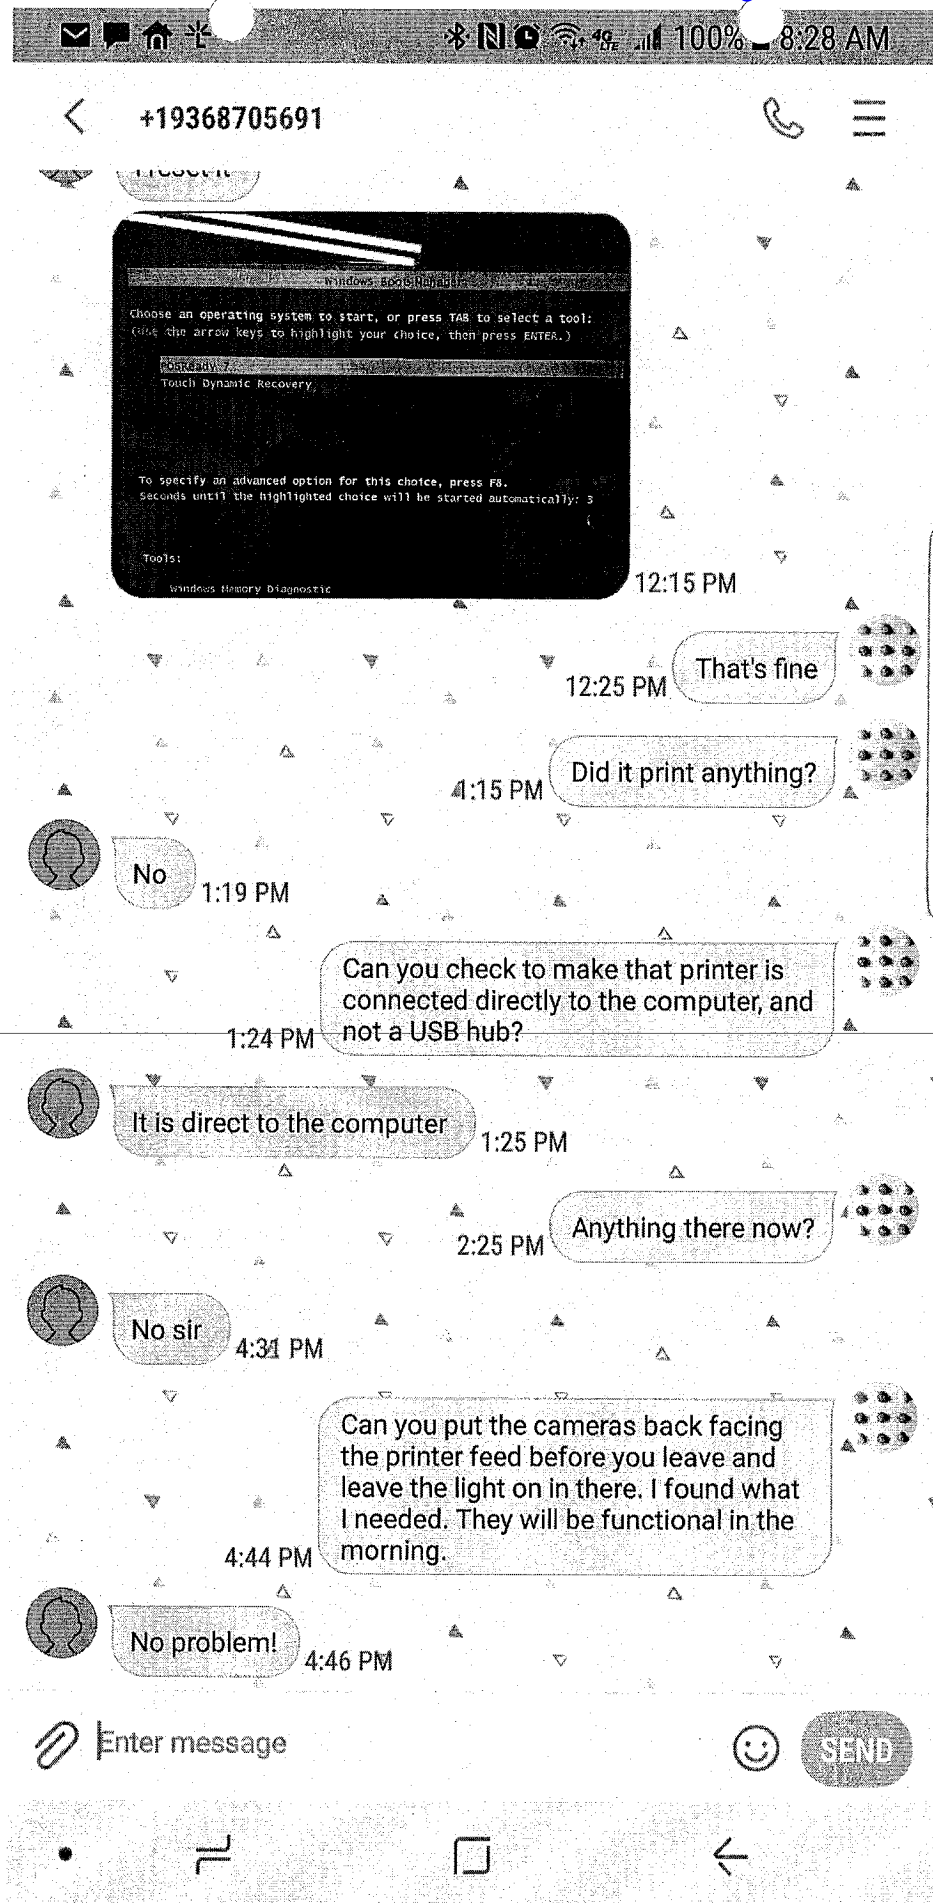 100% 8:28 AM
+19368705691
I reset it
Windows Boot Manager
Choose an operating system to start, or press TAB to select a tool:
(Use the arrow keys to highlight your choice, then press ENTER.)
POSReady 7
Touch Dynamic Recovery
To specify an advanced option for this choice, press F8.
Seconds until the highlighted choice will be started automatically: 3
Tools:
Windows Memory Diagnostic
12:15 PM
That's fine
12:25 PM
Did it print anything?
1:15 PM
No
1:19 PM
Can you check to make that printer is
connected directly to the computer, and
not a USB hub?
1:24 PM
It is direct to the computer
1:25 PM
Anything there now?
2:25 PM
No sir
4:31 PM
Can you put the cameras back facing
the printer feed before you leave and
leave the light on in there. I found what
I needed. They will be functional in the
morning.
4:44 PM
No problem!
4:46 PM
Enter message
SEND